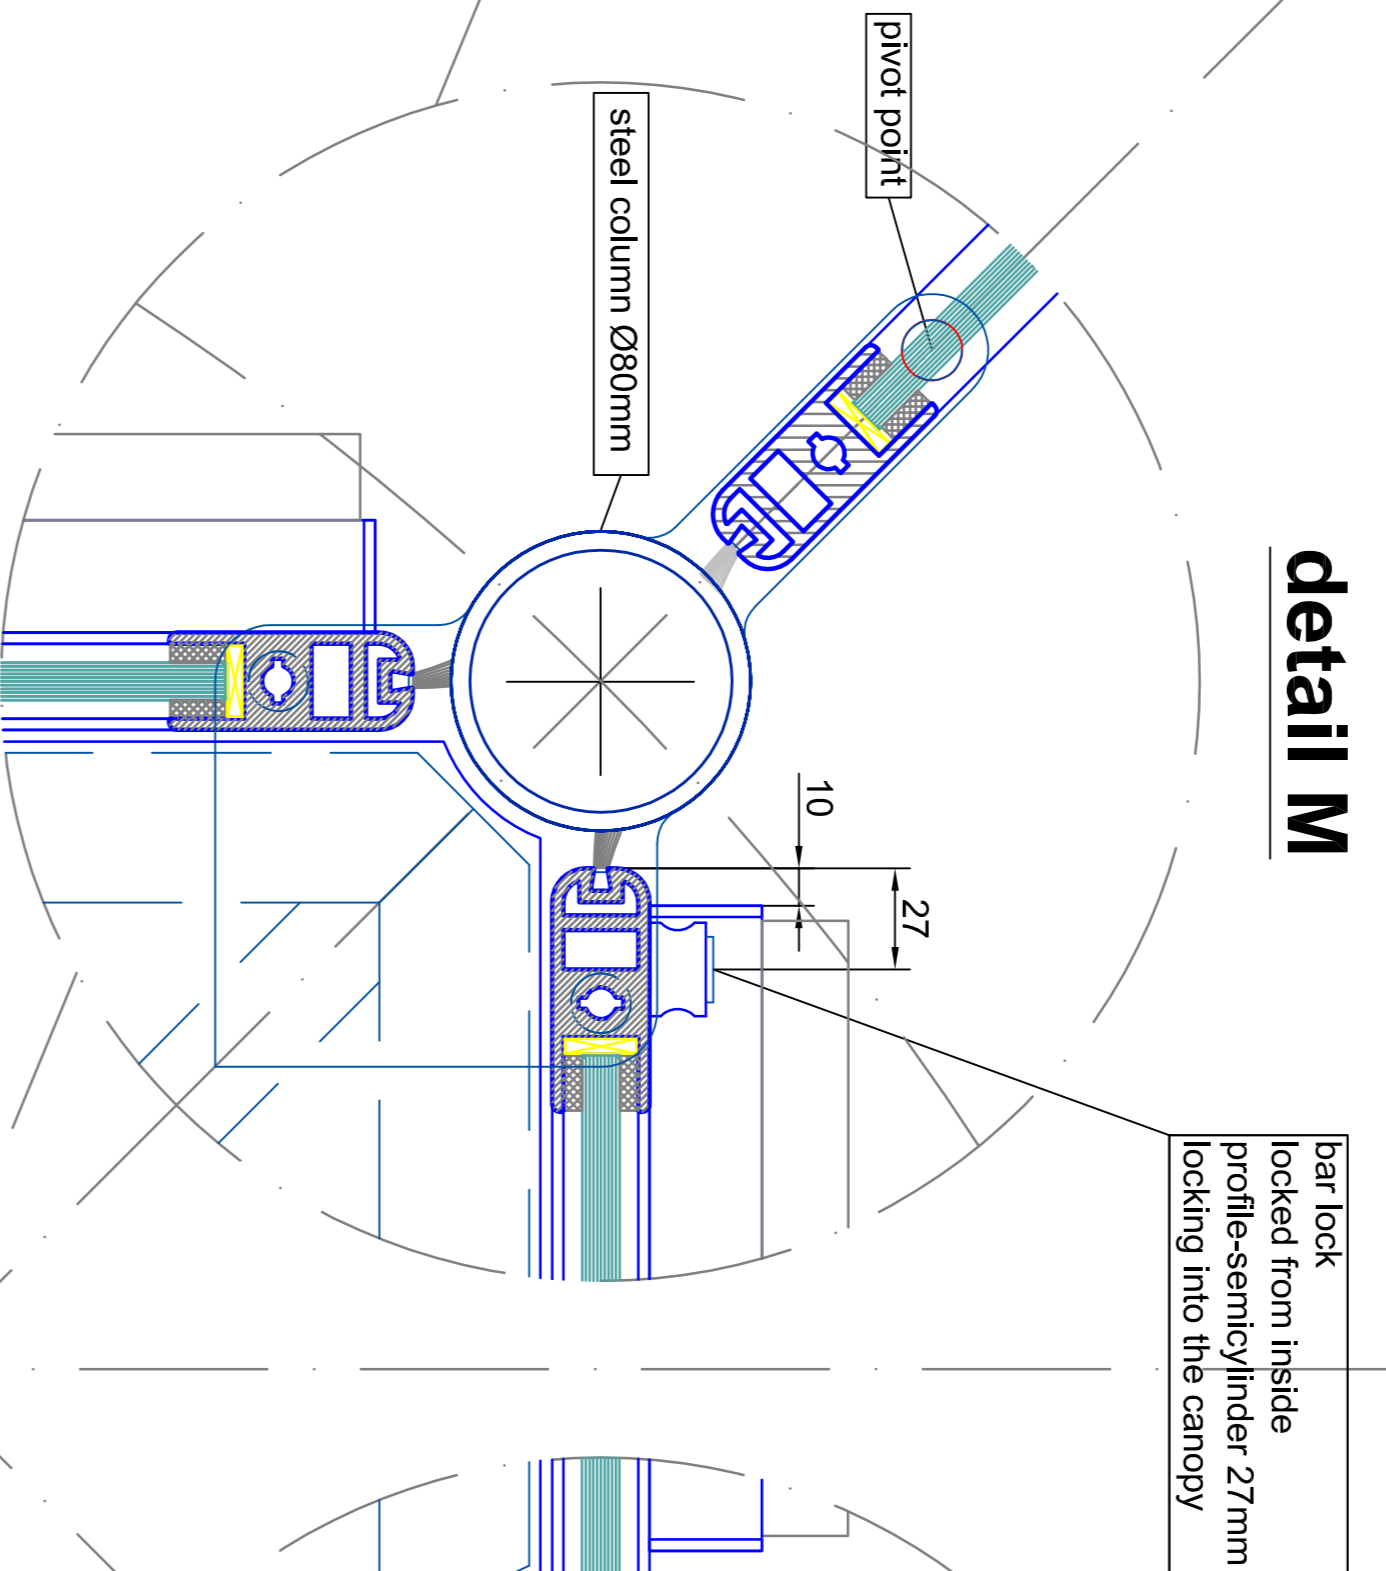 detail M
pivot point
steel column Ø80mm
10
27
bar lock
locked from inside
profile-semicylinder 27mm
locking into the canopy